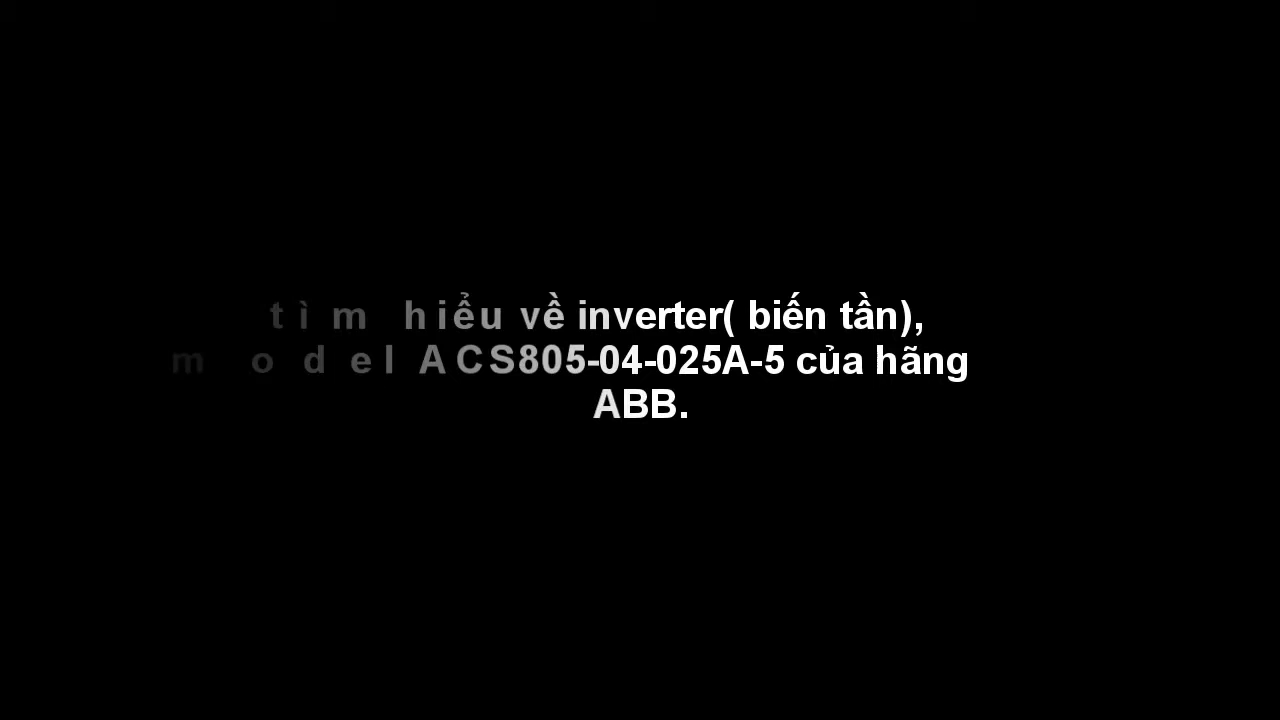 tìm hiểu về inverter( biến tần),
model ACS805-04-025A-5 của hãng
ABB.